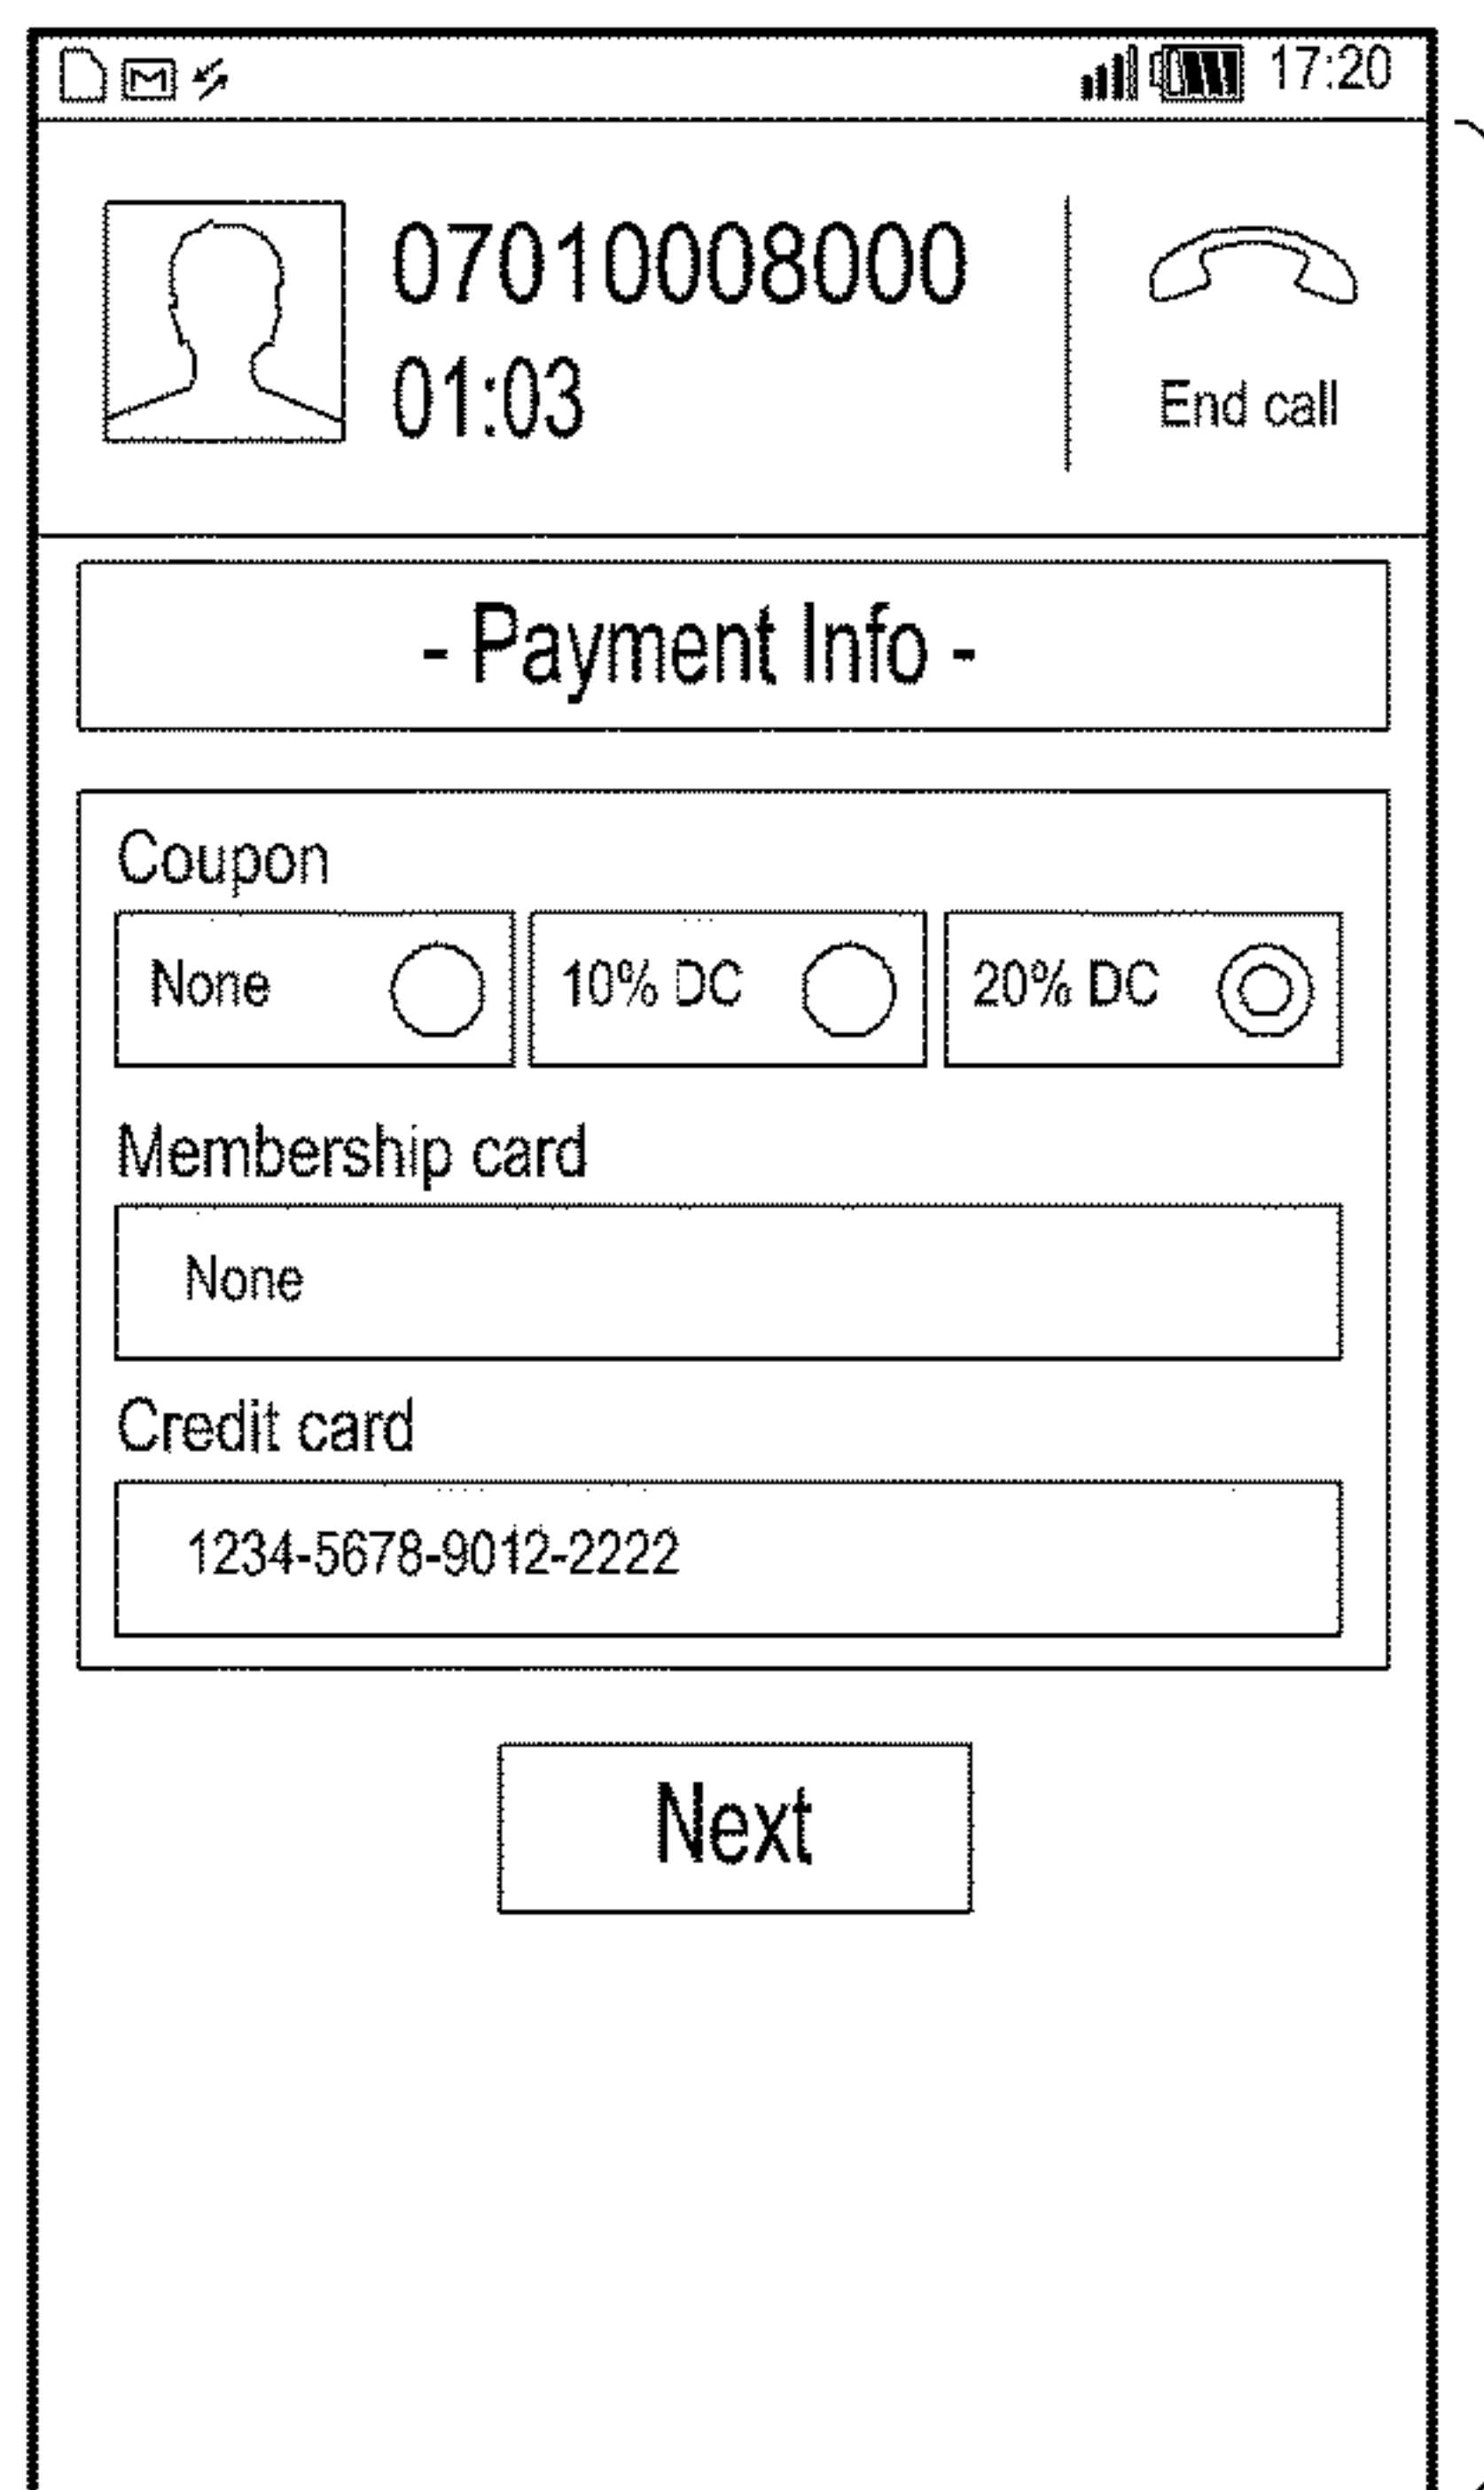 17:20
07010008000
01:03
End call
- Payment Info -
Coupon
None 10% DC 20% DC
Membership card
None
Credit card
1234-5678-9012-2222
Next